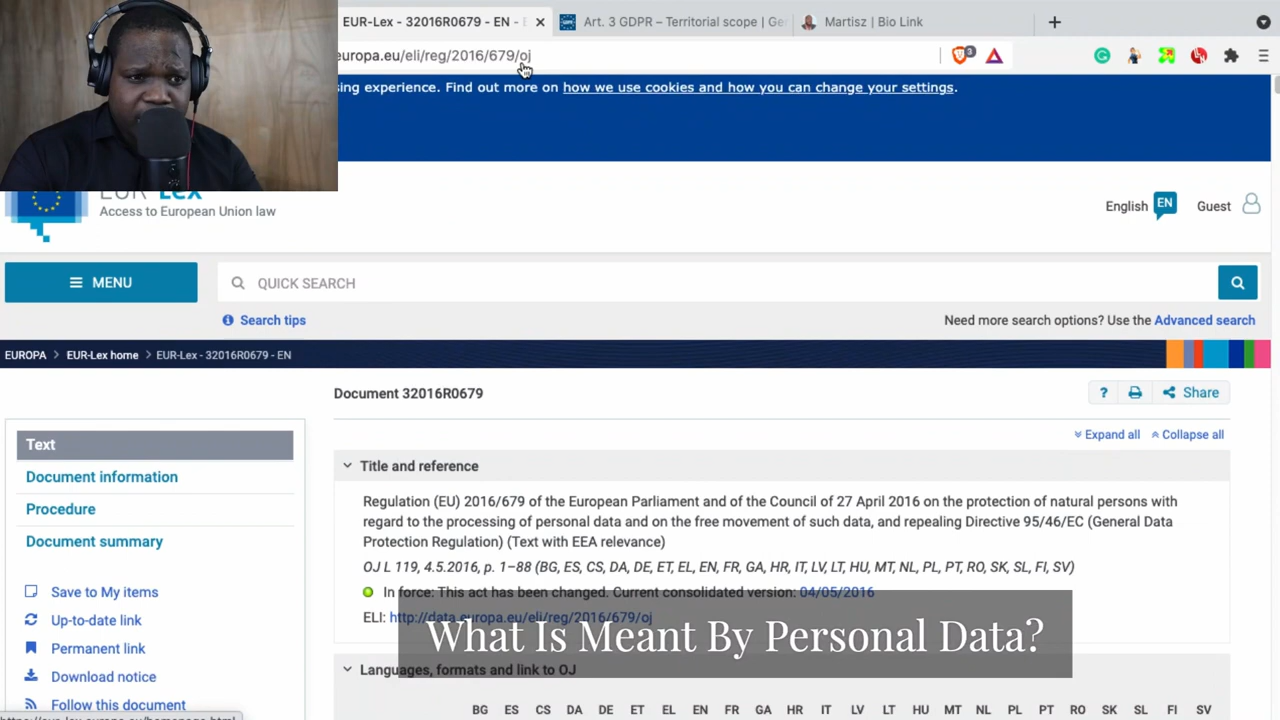 EUR-Lex - 32016R0679 - EN -
Art. 3 GDPR – Territorial scope | Ge
Martisz | Bio Link
europa.eu/eli/reg/2016/679/oj
3
sing experience. Find out more on how we use cookies and how you can change your settings.
EUR-Lex
Access to European Union law
English EN Guest
MENU
QUICK SEARCH
Search tips
Need more search options? Use the Advanced search
EUROPA > EUR-Lex home > EUR-Lex - 32016R0679 - EN
Document 32016R0679
? Share
Expand all Collapse all
Text
Document information
Procedure
Document summary
Save to My items
Up-to-date link
Permanent link
Download notice
Follow this document
Title and reference
Regulation (EU) 2016/679 of the European Parliament and of the Council of 27 April 2016 on the protection of natural persons with
regard to the processing of personal data and on the free movement of such data, and repealing Directive 95/46/EC (General Data
Protection Regulation) (Text with EEA relevance)
OJ L 119, 4.5.2016, p. 1–88 (BG, ES, CS, DA, DE, ET, EL, EN, FR, GA, HR, IT, LV, LT, HU, MT, NL, PL, PT, RO, SK, SL, FI, SV)
In force: This act has been changed. Current consolidated version: 04/05/2016
ELI: http://data.europa.eu/eli/reg/2016/679/oj
What Is Meant By Personal Data?
Languages, formats and link to OJ
BG ES CS DA DE ET EL EN FR GA HR IT LV LT HU MT NL PL PT RO SK SL FI SV